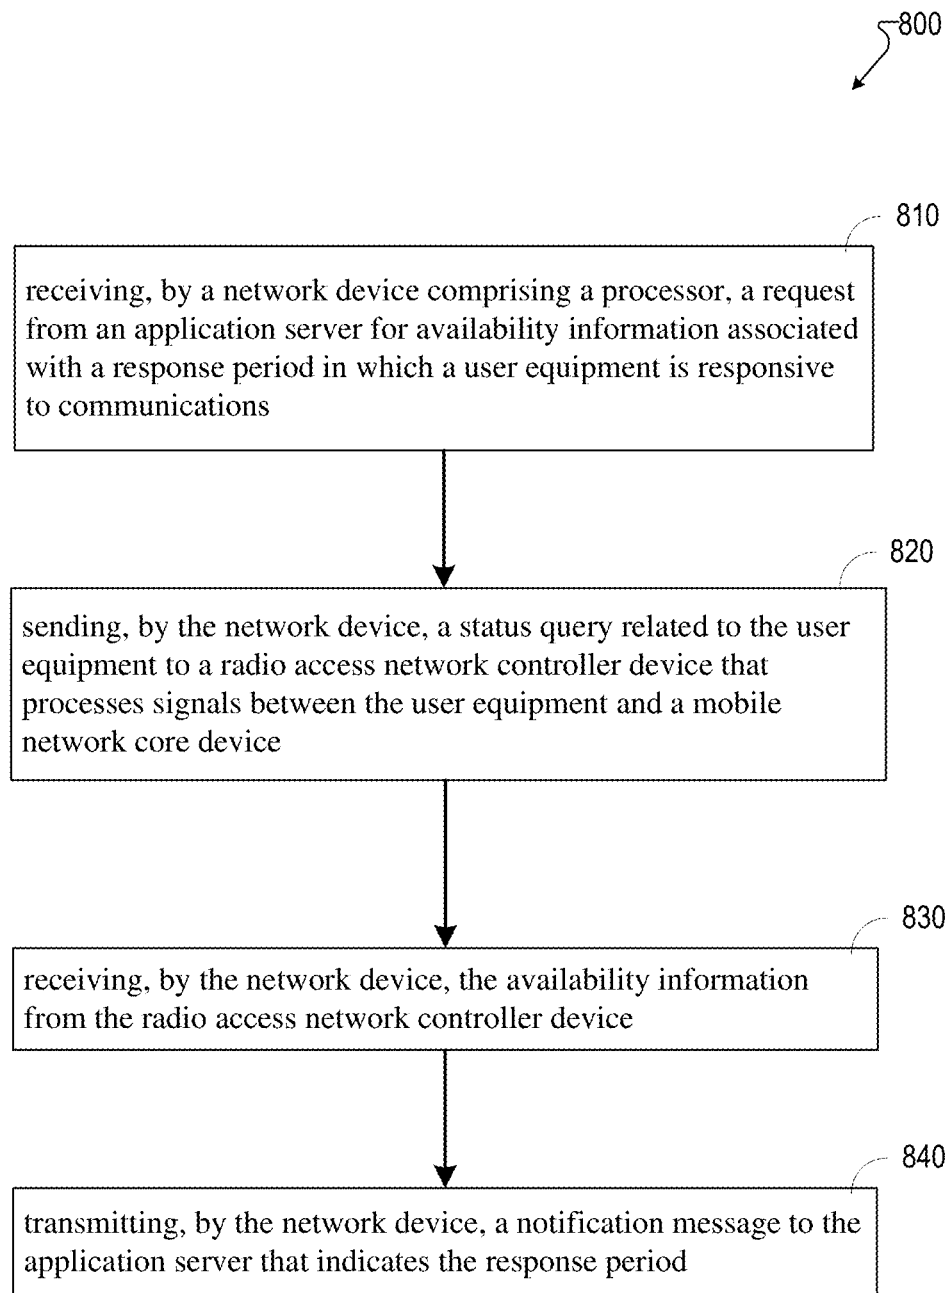 800
810
receiving, by a network device comprising a processor, a request
from an application server for availability information associated
with a response period in which a user equipment is responsive
to communications
820
sending, by the network device, a status query related to the user
equipment to a radio access network controller device that
processes signals between the user equipment and a mobile
network core device
830
receiving, by the network device, the availability information
from the radio access network controller device
840
transmitting, by the network device, a notification message to the
application server that indicates the response period